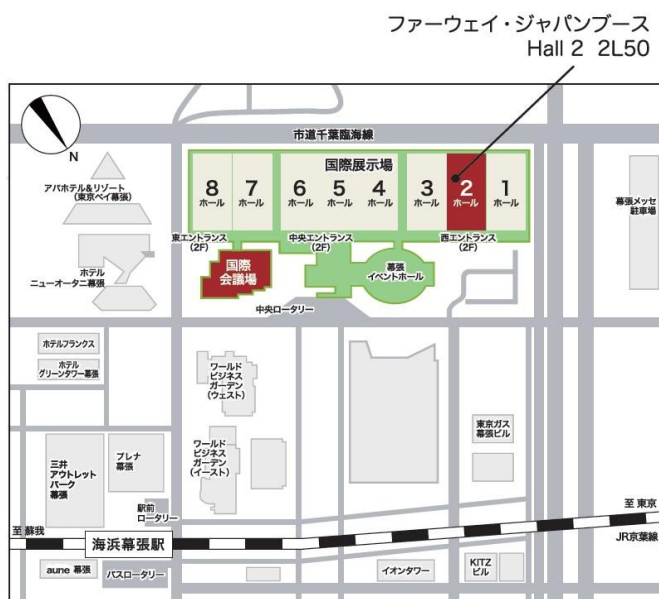 ファーウェイ・ジャパンブース
Hall 2 2L50
N
市道千葉臨海線
国際展示場
8
ホール
7
ホール
6
ホール
5
ホール
4
ホール
3
ホール
2
ホール
1
ホール
アパホテル&リゾート
(東京ベイ幕張)
幕張メッセ
駐車場
東エントランス
(2F)
中央エントランス
(2F)
西エントランス
(2F)
ホテル
ニューオータニ幕張
国際
会議場
幕張
イベントホール
中央ロータリー
ホテルフランクス
ホテル
グリーンタワー幕張
ワールド
ビジネス
ガーデン
(ウェスト)
東京ガス
幕張ビル
ワールド
ビジネス
ガーデン
(イースト)
三井
アウトレット
パーク
幕張
プレナ
幕張
駅前
ロータリー
至 東京
至 蘇我
海浜幕張駅
JR京葉線
aune 幕張
バスロータリー
イオンタワー
KITZ
ビル